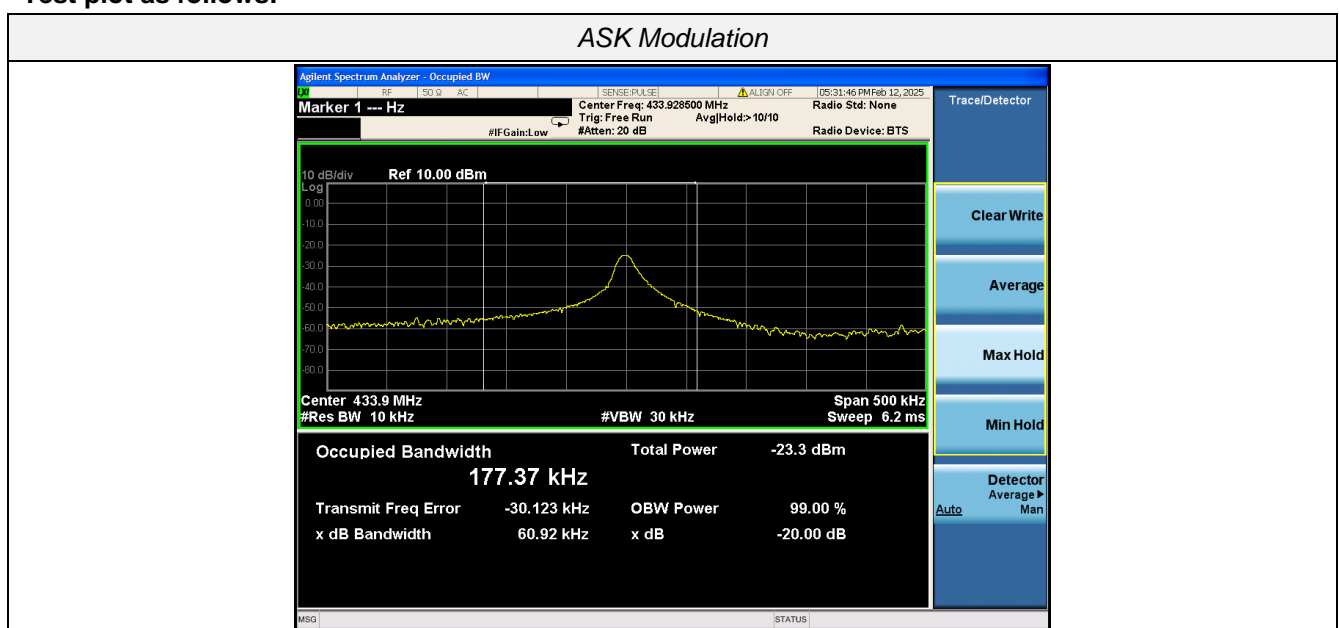 Test plot as follows:
ASK Modulation
Agilent Spectrum Analyzer - Occupied BW
LXI RF 50 Ω AC SENSE:PULSE ALIGN OFF 05:31:46 PM Feb 12, 2025
Marker 1 --- Hz
Center Freq: 433.928500 MHz
Radio Std: None
Trig: Free Run Avg|Hold:> 10/10
#IFGain:Low #Atten: 20 dB Radio Device: BTS
10 dB/div Ref 10.00 dBm
Log
0.00
-10.0
-20.0
-30.0
-40.0
-50.0
-60.0
-70.0
-80.0
Center 433.9 MHz Span 500 kHz
#Res BW 10 kHz #VBW 30 kHz Sweep 6.2 ms
Occupied Bandwidth Total Power -23.3 dBm
177.37 kHz
Transmit Freq Error -30.123 kHz OBW Power 99.00 %
x dB Bandwidth 60.92 kHz x dB -20.00 dB
MSG STATUS
Trace/Detector
Clear Write
Average
Max Hold
Min Hold
Detector
Average▶
Auto Man